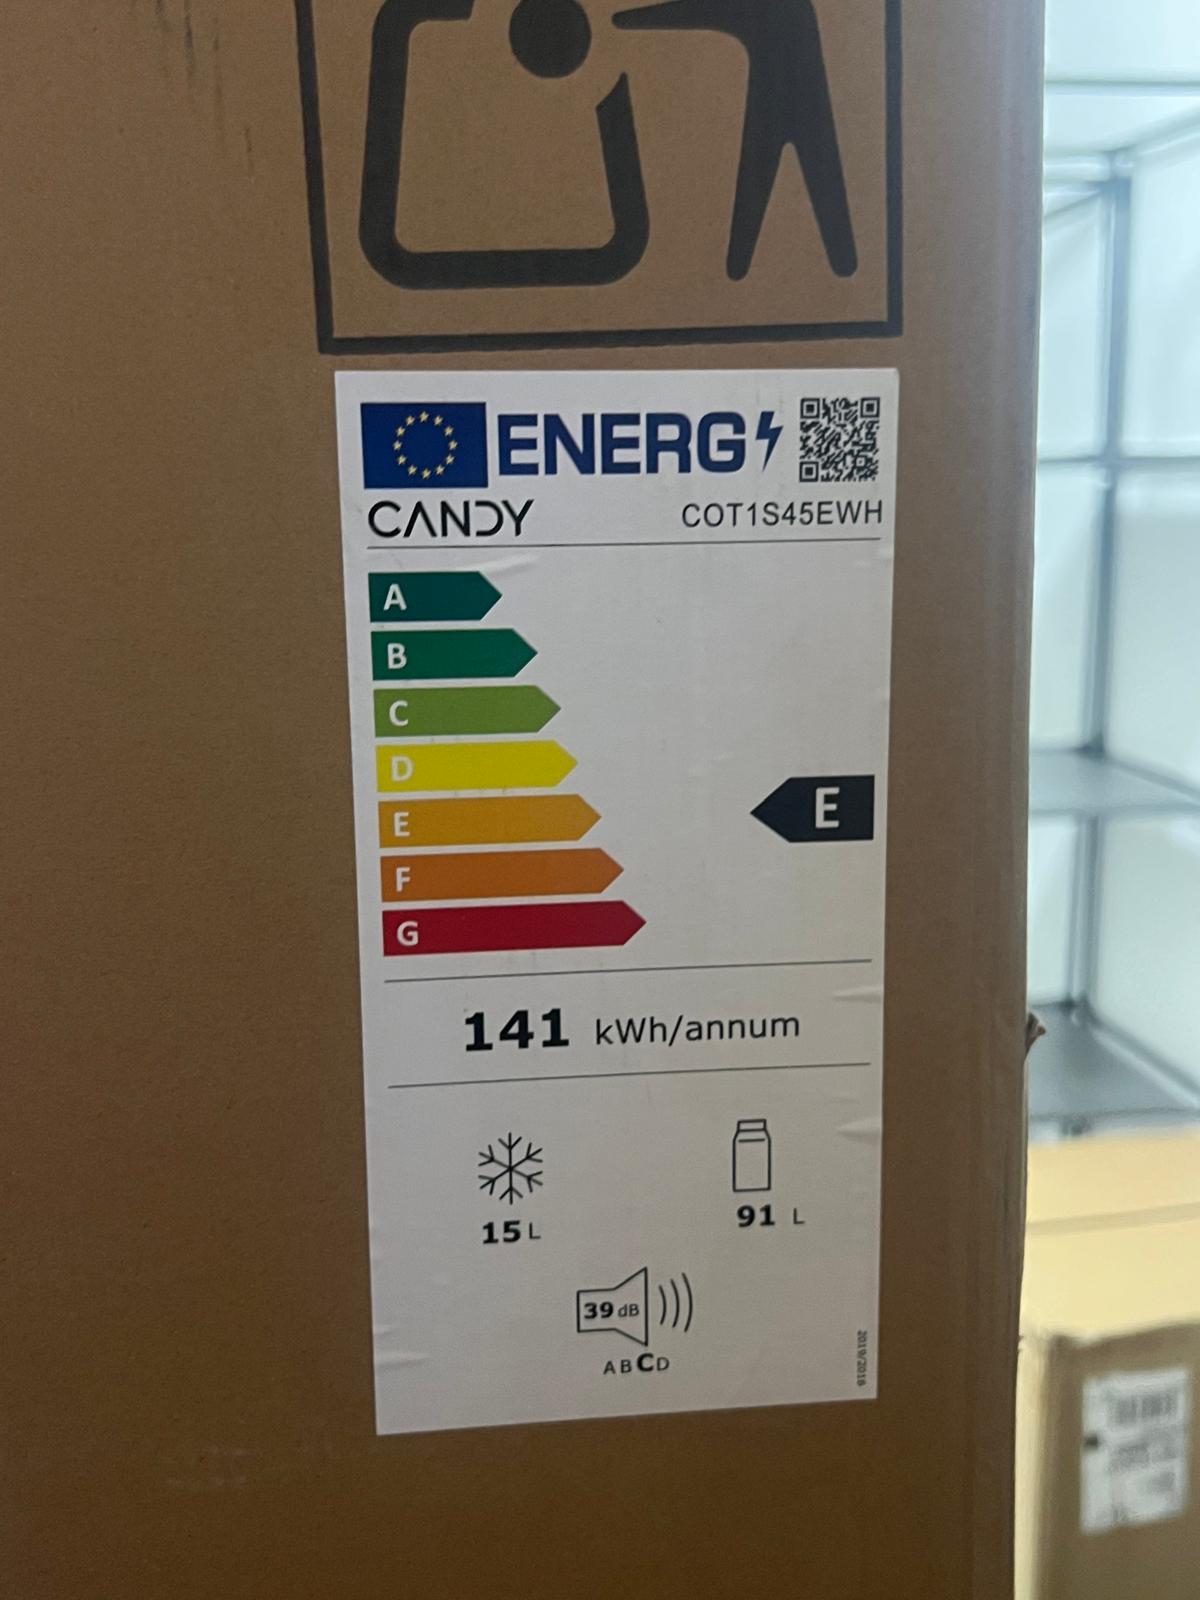 ENERG
CANDY COT1S45EWH
A
B
C
D
E
E
F
G
141 kWh/annum
15 L
91 L
39 dB
ABCD
2019/2016